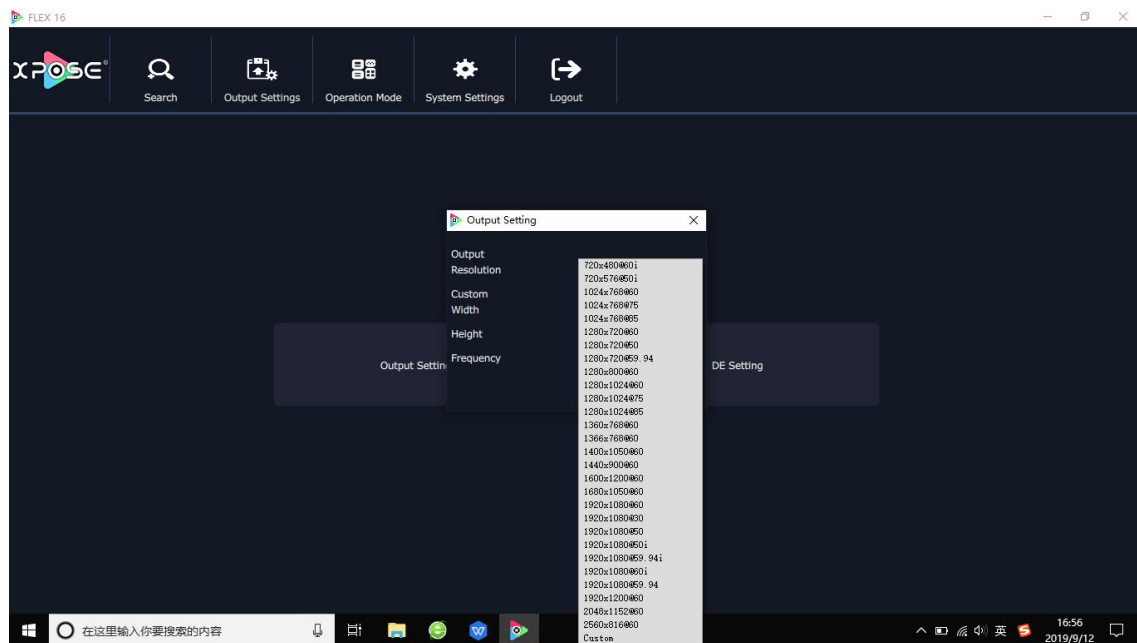 FLEX 16
XPOSE®
Search
Output Settings
Operation Mode
System Settings
Logout
Output Setting
Output
Resolution
Custom
Width
Height
Frequency
Output Settin
DE Setting
720x480@60i
720x576@50i
1024x768@60
1024x768@75
1024x768@85
1280x720@60
1280x720@50
1280x720@59.94
1280x800@60
1280x1024@60
1280x1024@75
1280x1024@85
1360x768@60
1366x768@60
1400x1050@60
1440x900@60
1600x1200@60
1680x1050@60
1920x1080@60
1920x1080@30
1920x1080@50
1920x1080@50i
1920x1080@59.94i
1920x1080@60i
1920x1080@59.94
1920x1200@60
2048x1152@60
2560x816@60
Custom
在这里输入你要搜索的内容
英
16:56
2019/9/12